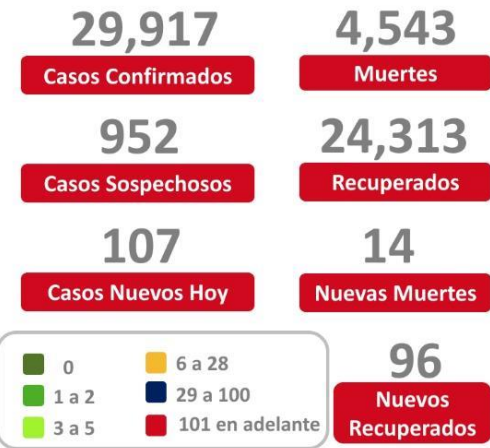 29,917
Casos Confirmados
4,543
Muertes
952
Casos Sospechosos
24,313
Recuperados
107
Casos Nuevos Hoy
14
Nuevas Muertes
0
1 a 2
3 a 5
6 a 28
29 a 100
101 en adelante
96
Nuevos
Recuperados